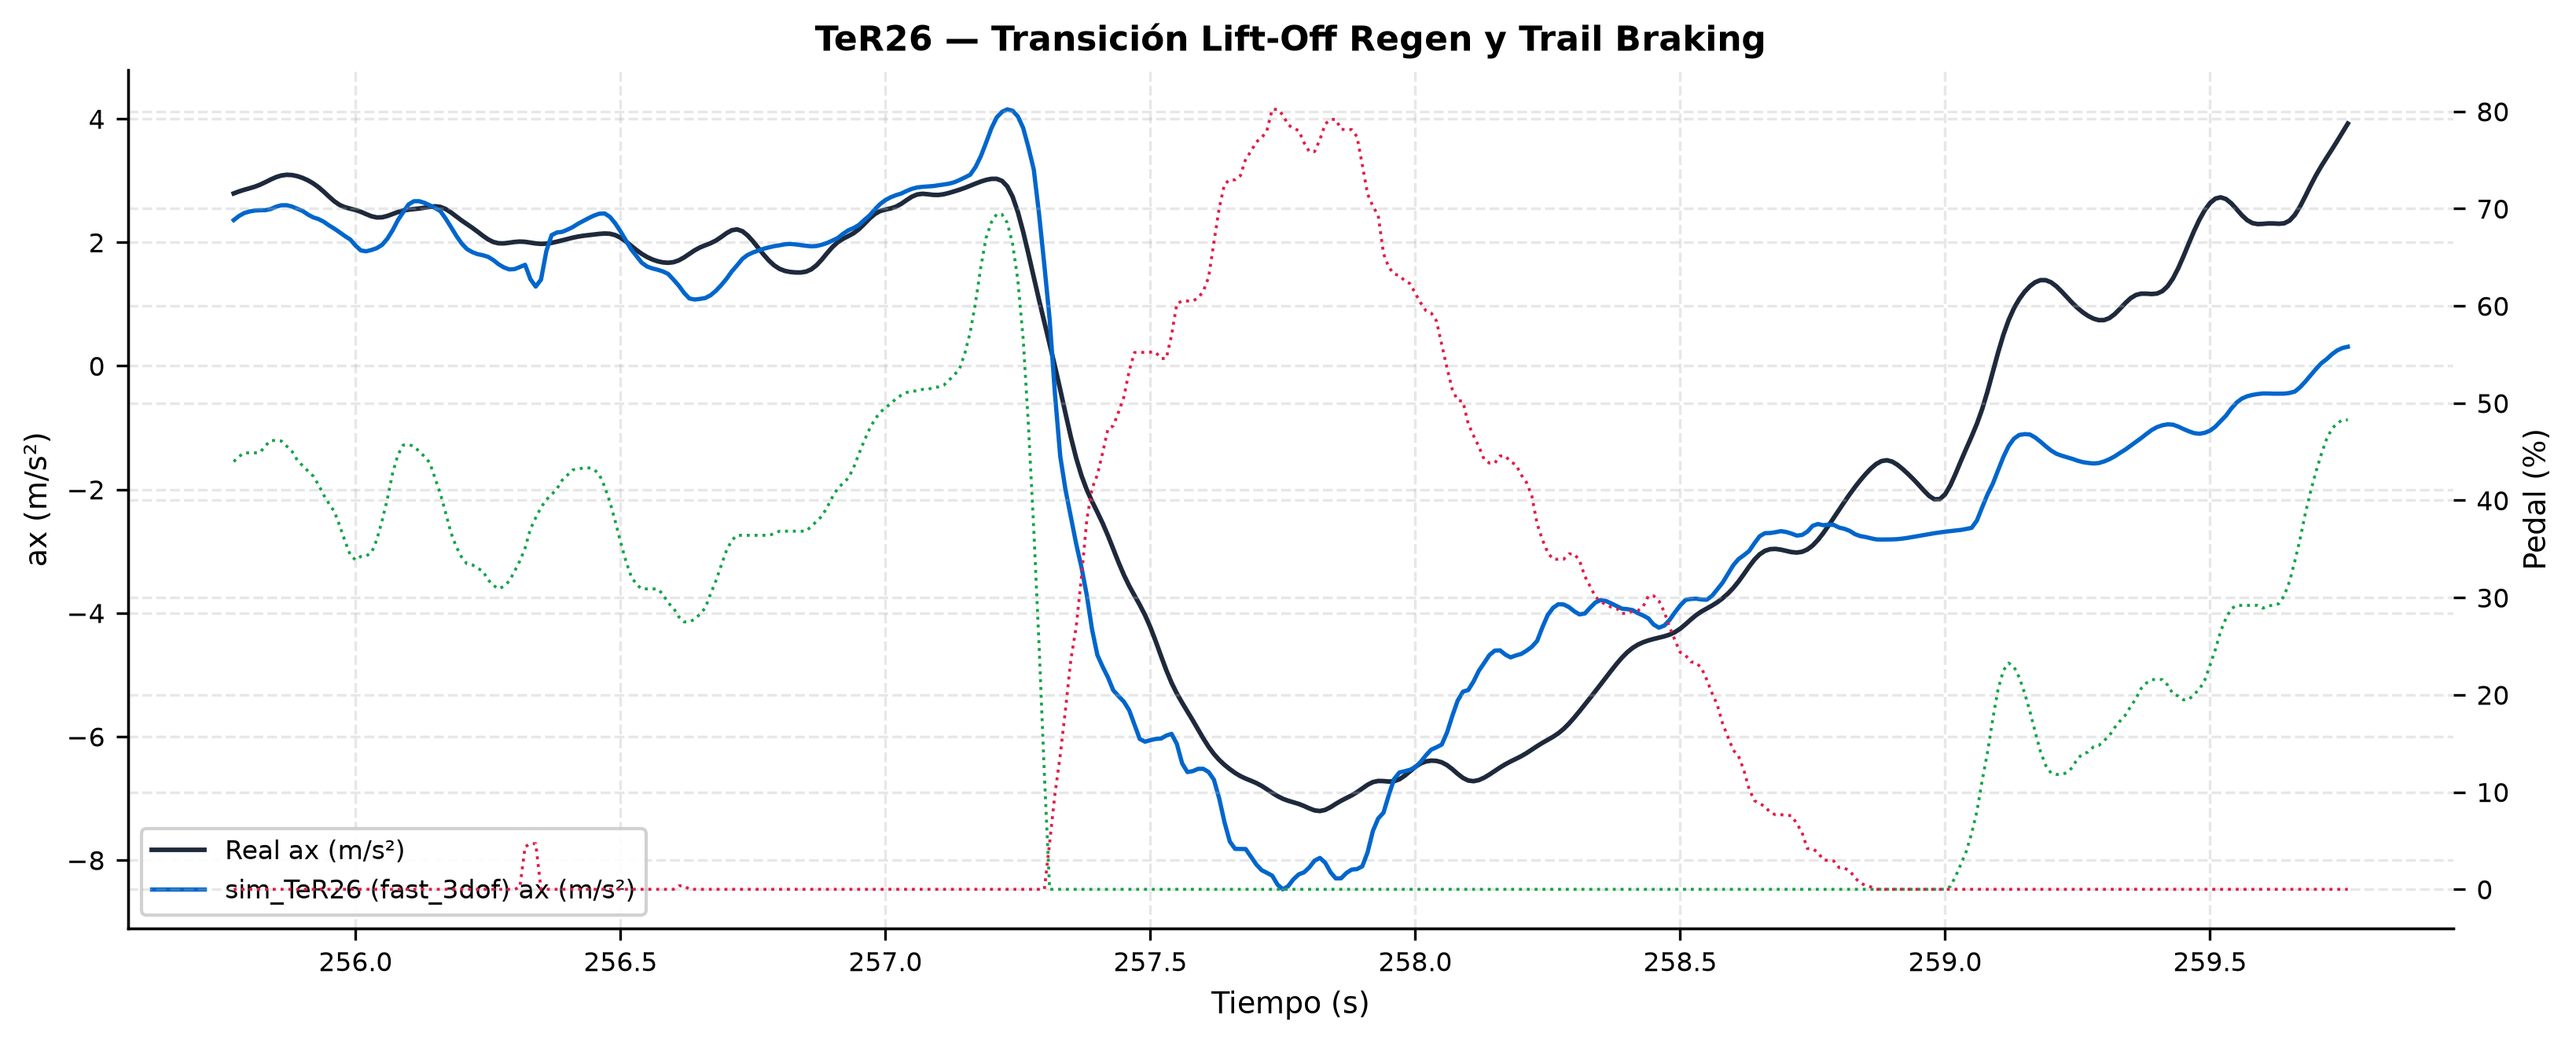 TeR26 — Transición Lift-Off Regen y Trail Braking
ax (m/s²)
4
2
0
−2
−4
−6
−8
80
70
60
50
40
30
20
10
0
Pedal (%)
Real ax (m/s²)
sim_TeR26 (fast_3dof) ax (m/s²)
256.0 256.5 257.0 257.5 258.0 258.5 259.0 259.5
Tiempo (s)